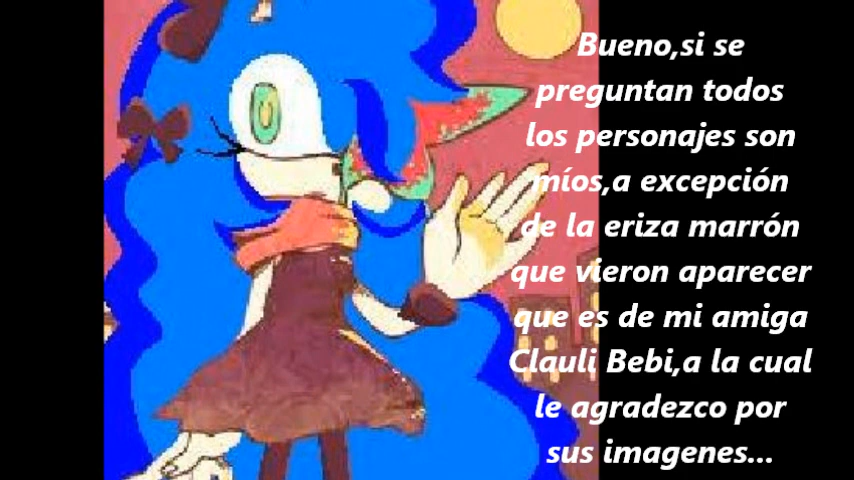 Bueno,si se
preguntan todos
los personajes son
míos,a excepción
de la eriza marrón
que vieron aparecer
que es de mi amiga
Clauli Bebi,a la cual
le agradezco por
sus imagenes...